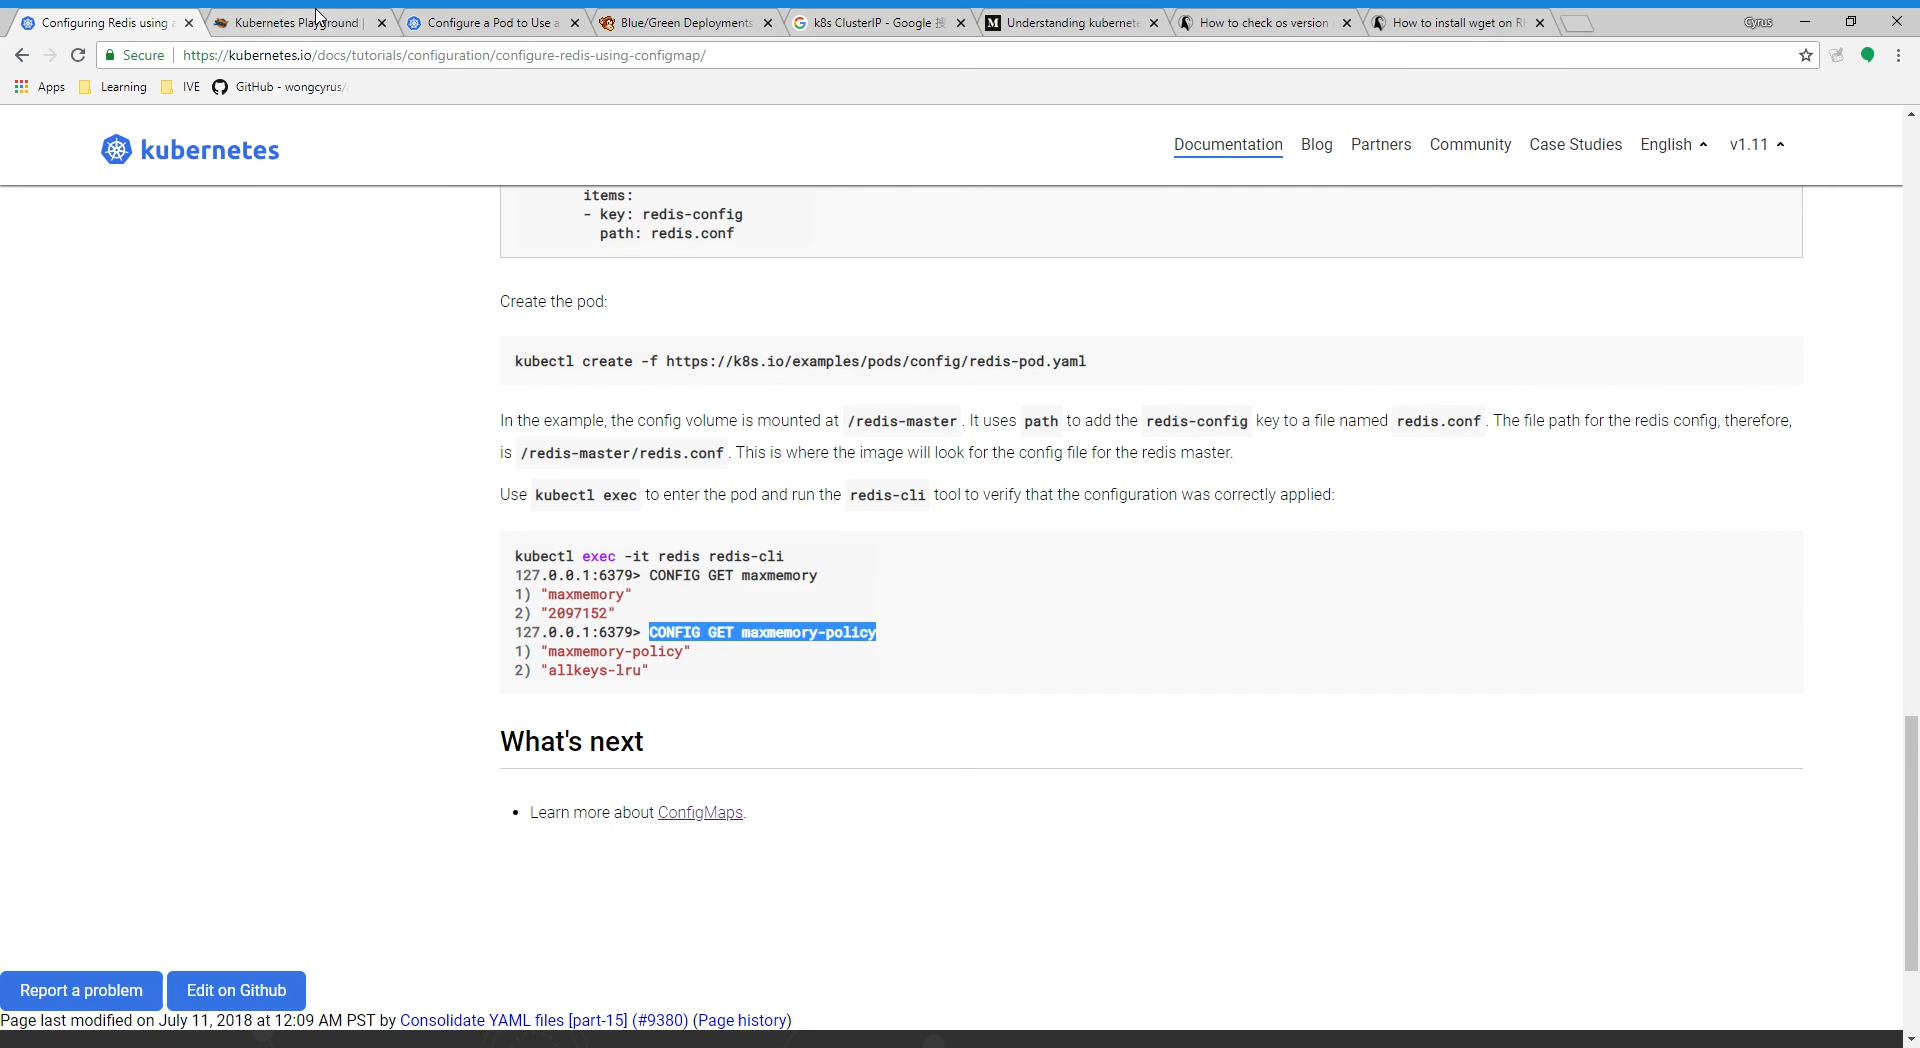 Configuring Redis using a
Kubernetes Playground |
Configure a Pod to Use a
Blue/Green Deployments
k8s ClusterIP - Google 搜
Understanding kubernete
How to check os version
How to install wget on RH
Cyrus
Secure
https://kubernetes.io/docs/tutorials/configuration/configure-redis-using-configmap/
Apps
Learning
IVE
GitHub - wongcyrus/
kubernetes
Documentation
Blog
Partners
Community
Case Studies
English
v1.11
items:
- key: redis-config
path: redis.conf
Create the pod:
kubectl create -f https://k8s.io/examples/pods/config/redis-pod.yaml
In the example, the config volume is mounted at /redis-master . It uses path to add the redis-config key to a file named redis.conf . The file path for the redis config, therefore,
is /redis-master/redis.conf . This is where the image will look for the config file for the redis master.
Use kubectl exec to enter the pod and run the redis-cli tool to verify that the configuration was correctly applied:
kubectl exec -it redis redis-cli
127.0.0.1:6379> CONFIG GET maxmemory
1) "maxmemory"
2) "2097152"
127.0.0.1:6379> CONFIG GET maxmemory-policy
1) "maxmemory-policy"
2) "allkeys-lru"
What's next
• Learn more about ConfigMaps.
Report a problem
Edit on Github
Page last modified on July 11, 2018 at 12:09 AM PST by Consolidate YAML files [part-15] (#9380) (Page history)